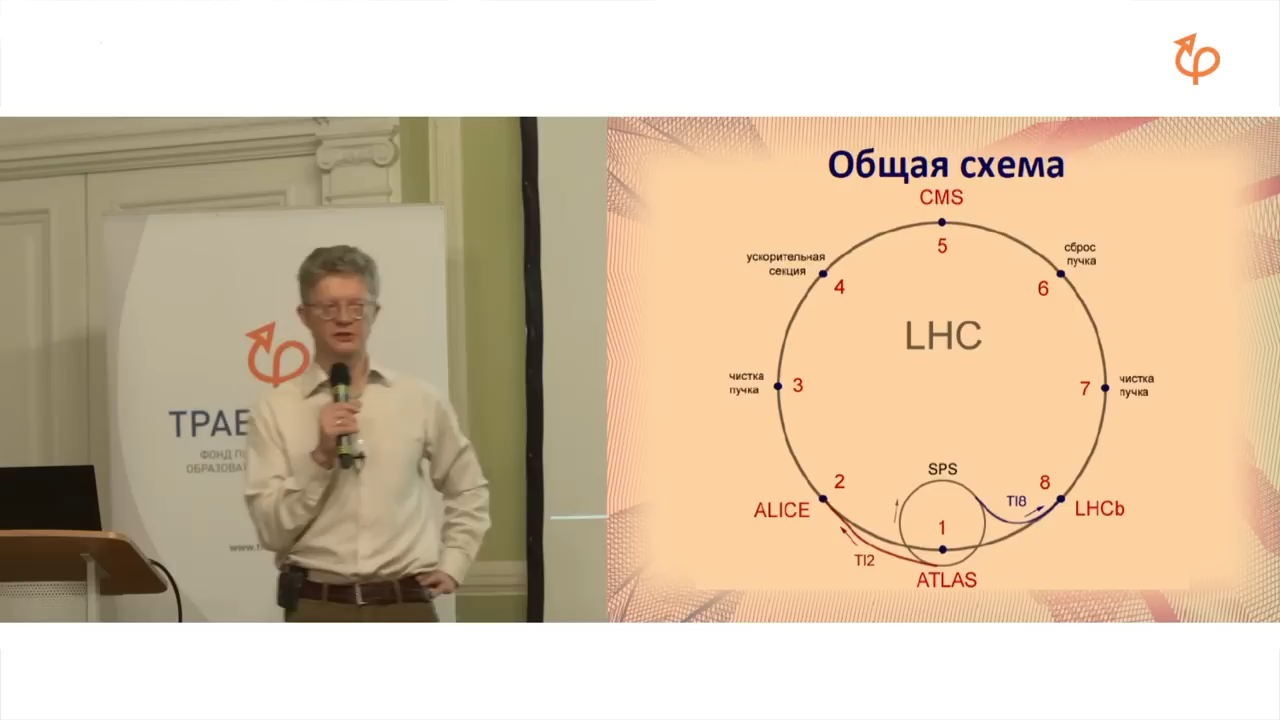 ТРАЕ
ФОНД П
ОБРАЗОВА
Общая схема
CMS
5
ускорительная
секция
4
сброс
пучка
6
LHC
чистка
пучка
3
7
чистка
пучка
SPS
2
8
ALICE
TI8
LHCb
1
TI2
ATLAS